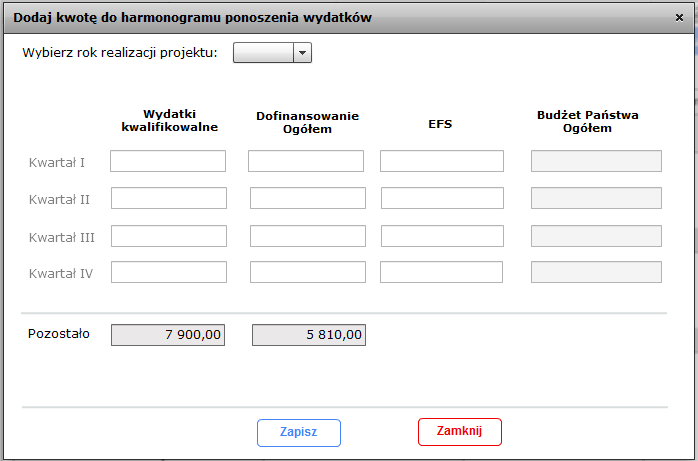 Dodaj kwotę do harmonogramu ponoszenia wydatków ×
Wybierz rok realizacji projektu:
Wydatki kwalifikowalne Dofinansowanie Ogółem EFS Budżet Państwa Ogółem
Kwartał I
Kwartał II
Kwartał III
Kwartał IV
Pozostało 7 900,00 5 810,00
Zapisz Zamknij